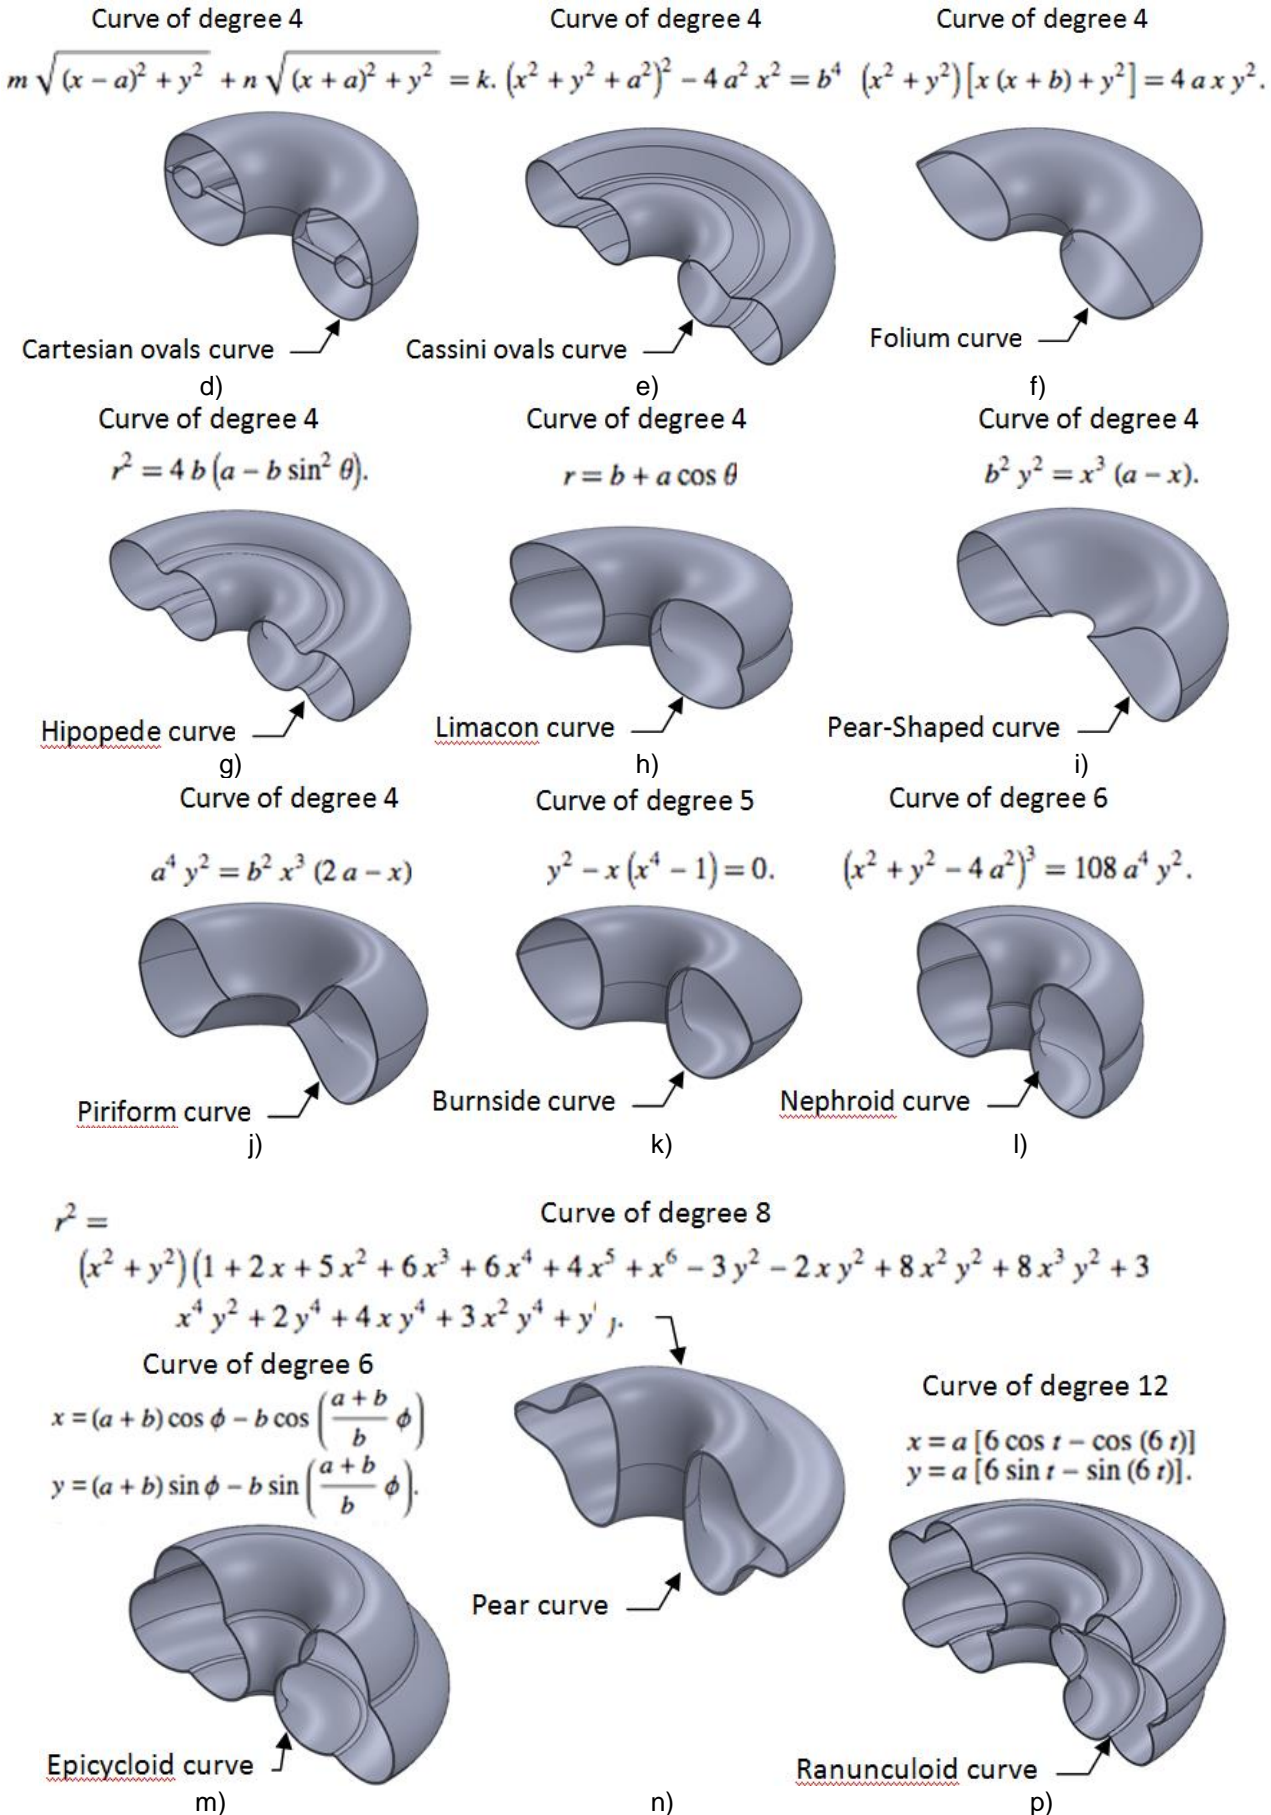 Curve of degree 4
Curve of degree 4
Curve of degree 4
m √((x − a)² + y²) + n √((x + a)² + y²) = k.
(x² + y² + a²)² − 4 a² x² = b⁴
(x² + y²) [x (x + b) + y²] = 4 a x y².
Cartesian ovals curve
Cassini ovals curve
Folium curve
d)
e)
f)
Curve of degree 4
Curve of degree 4
Curve of degree 4
r² = 4 b (a − b sin² θ).
r = b + a cos θ
b² y² = x³ (a − x).
Hipopede curve
Limacon curve
Pear-Shaped curve
g)
h)
i)
Curve of degree 4
Curve of degree 5
Curve of degree 6
a⁴ y² = b² x³ (2 a − x)
y² − x (x⁴ − 1) = 0.
(x² + y² − 4 a²)³ = 108 a⁴ y².
Piriform curve
Burnside curve
Nephroid curve
j)
k)
l)
r² =
Curve of degree 8
(x² + y²) (1 + 2 x + 5 x² + 6 x³ + 6 x⁴ + 4 x⁵ + x⁶ − 3 y² − 2 x y² + 8 x² y² + 8 x³ y² + 3
x⁴ y² + 2 y⁴ + 4 x y⁴ + 3 x² y⁴ + y
Curve of degree 6
x = (a + b) cos ϕ − b cos ((a + b)/b ϕ)
y = (a + b) sin ϕ − b sin ((a + b)/b ϕ).
Curve of degree 12
x = a [6 cos t − cos (6 t)]
y = a [6 sin t − sin (6 t)].
Pear curve
Epicycloid curve
Ranunculoid curve
m)
n)
p)